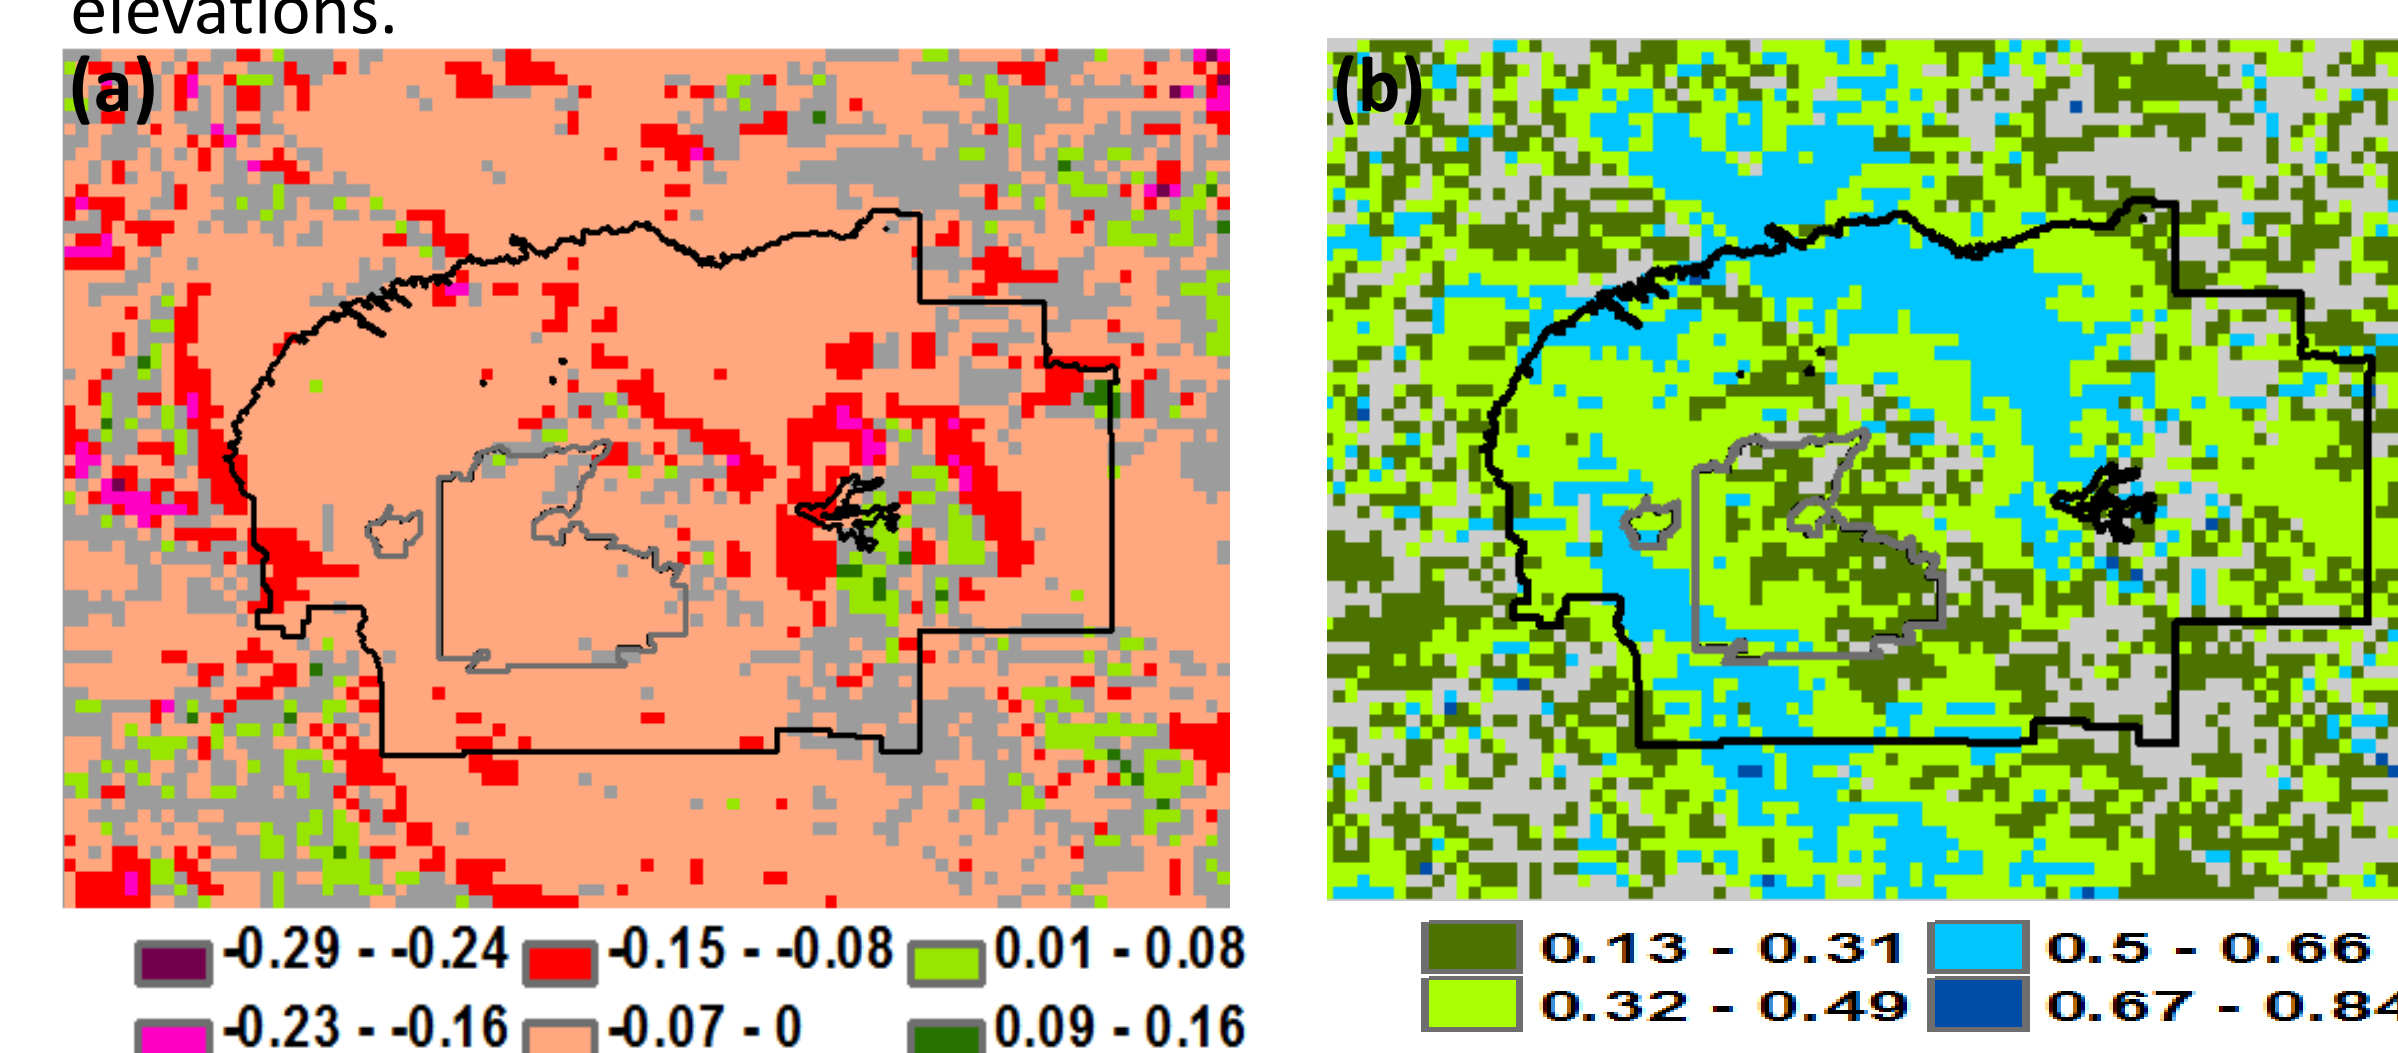 elevations.
(a) (b)
-0.29 - -0.24 -0.15 - -0.08 0.01 - 0.08
-0.23 - -0.16 -0.07 - 0 0.09 - 0.16
0.13 - 0.31 0.5 - 0.66
0.32 - 0.49 0.67 - 0.84